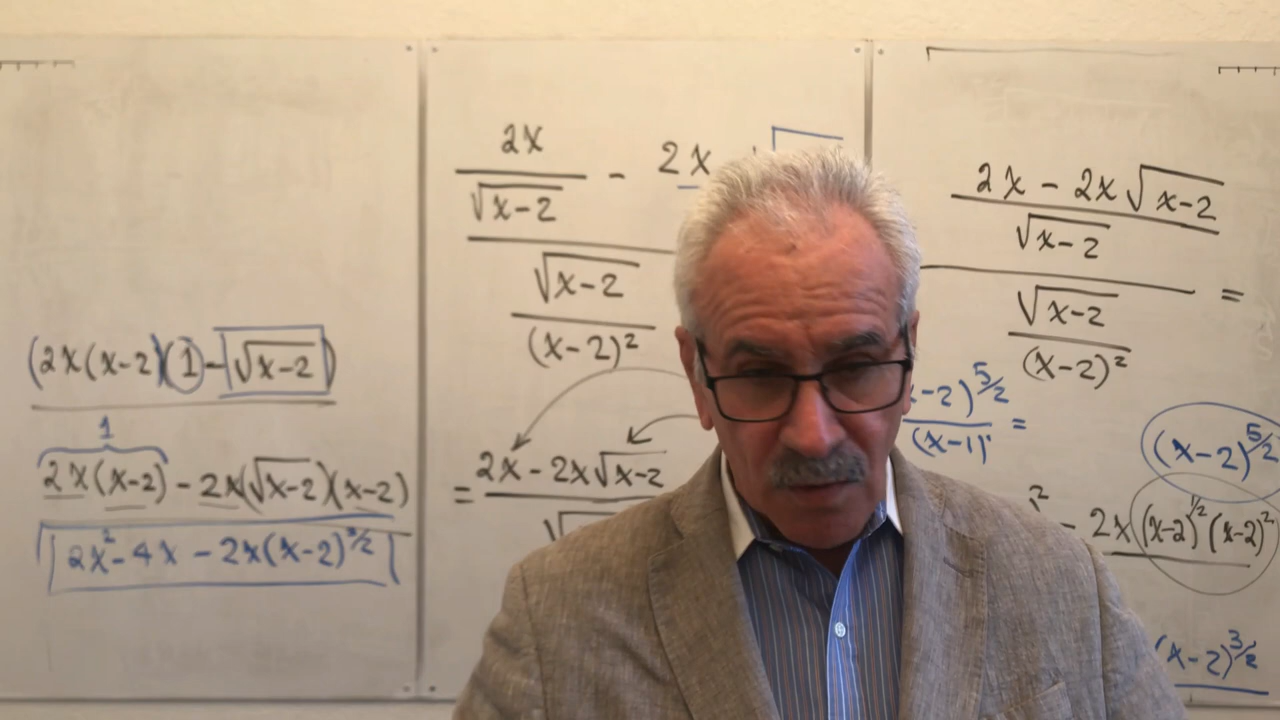 (2x(x-2)(1)-√(x-2))
1
2x(x-2) - 2x(√(x-2))(x-2)
2x²-4x - 2x(x-2)^3/2
2x
√(x-2)
- 2x
√(x-2)
(x-2)²
= 2x - 2x√(x-2)
2x - 2x√(x-2)
√(x-2)
=
√(x-2)
(x-2)²
-2)^5/2
(x-1)'
=
(x-2)^5/2
² - 2x(x-2)^1/2(x-2)²
(x-2)^3/2